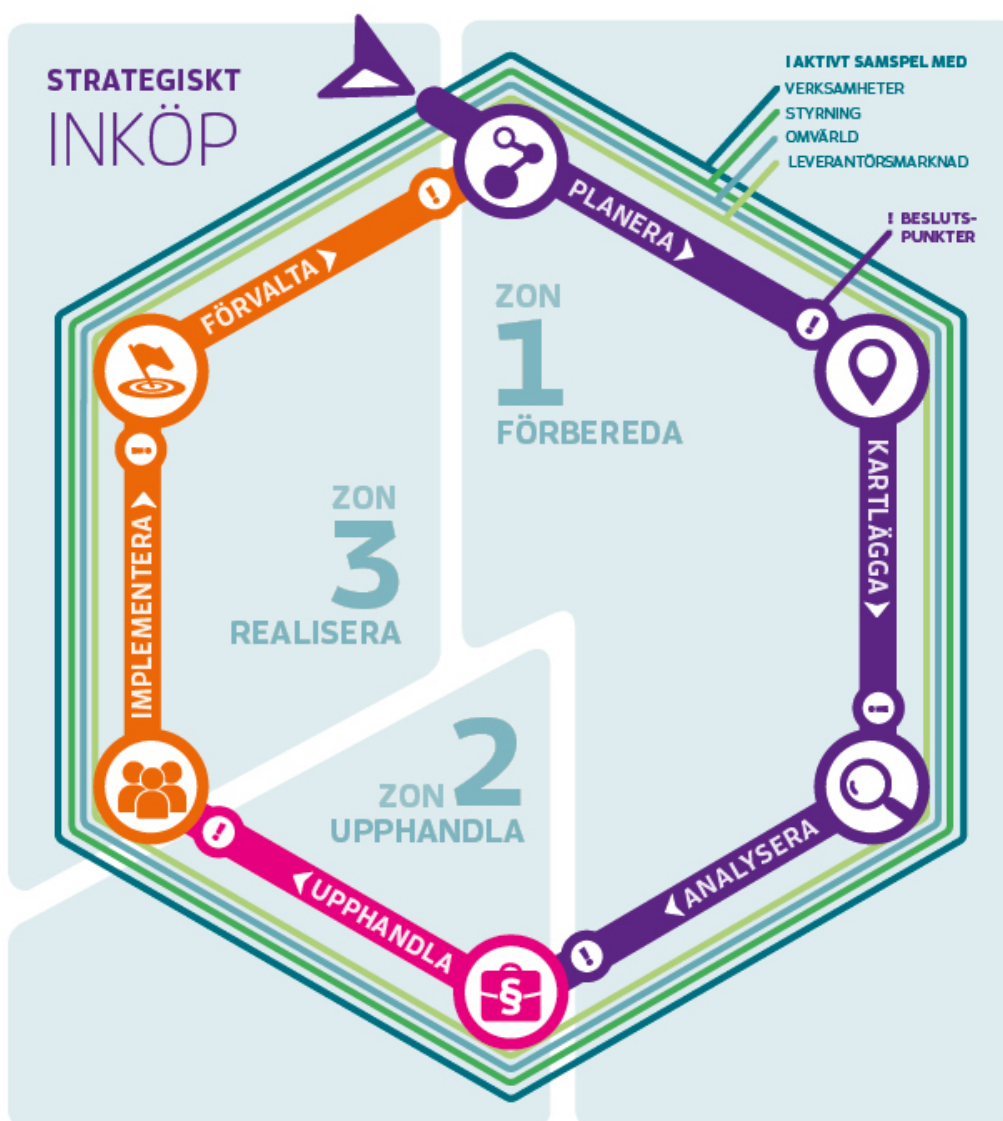 STRATEGISKT
INKÖP
I AKTIVT SAMSPEL MED
VERKSAMHETER
STYRNING
OMVÄRLD
LEVERANTÖRSMARKNAD
! BESLUTS-
PUNKTER
PLANERA
!
KARTLÄGGA
!
ANALYSERA
!
§
UPPHANDLA
!
IMPLEMENTERA
!
FÖRVALTA
!
ZON
1
FÖRBEREDA
ZON
3
REALISERA
ZON 2
UPPHANDLA